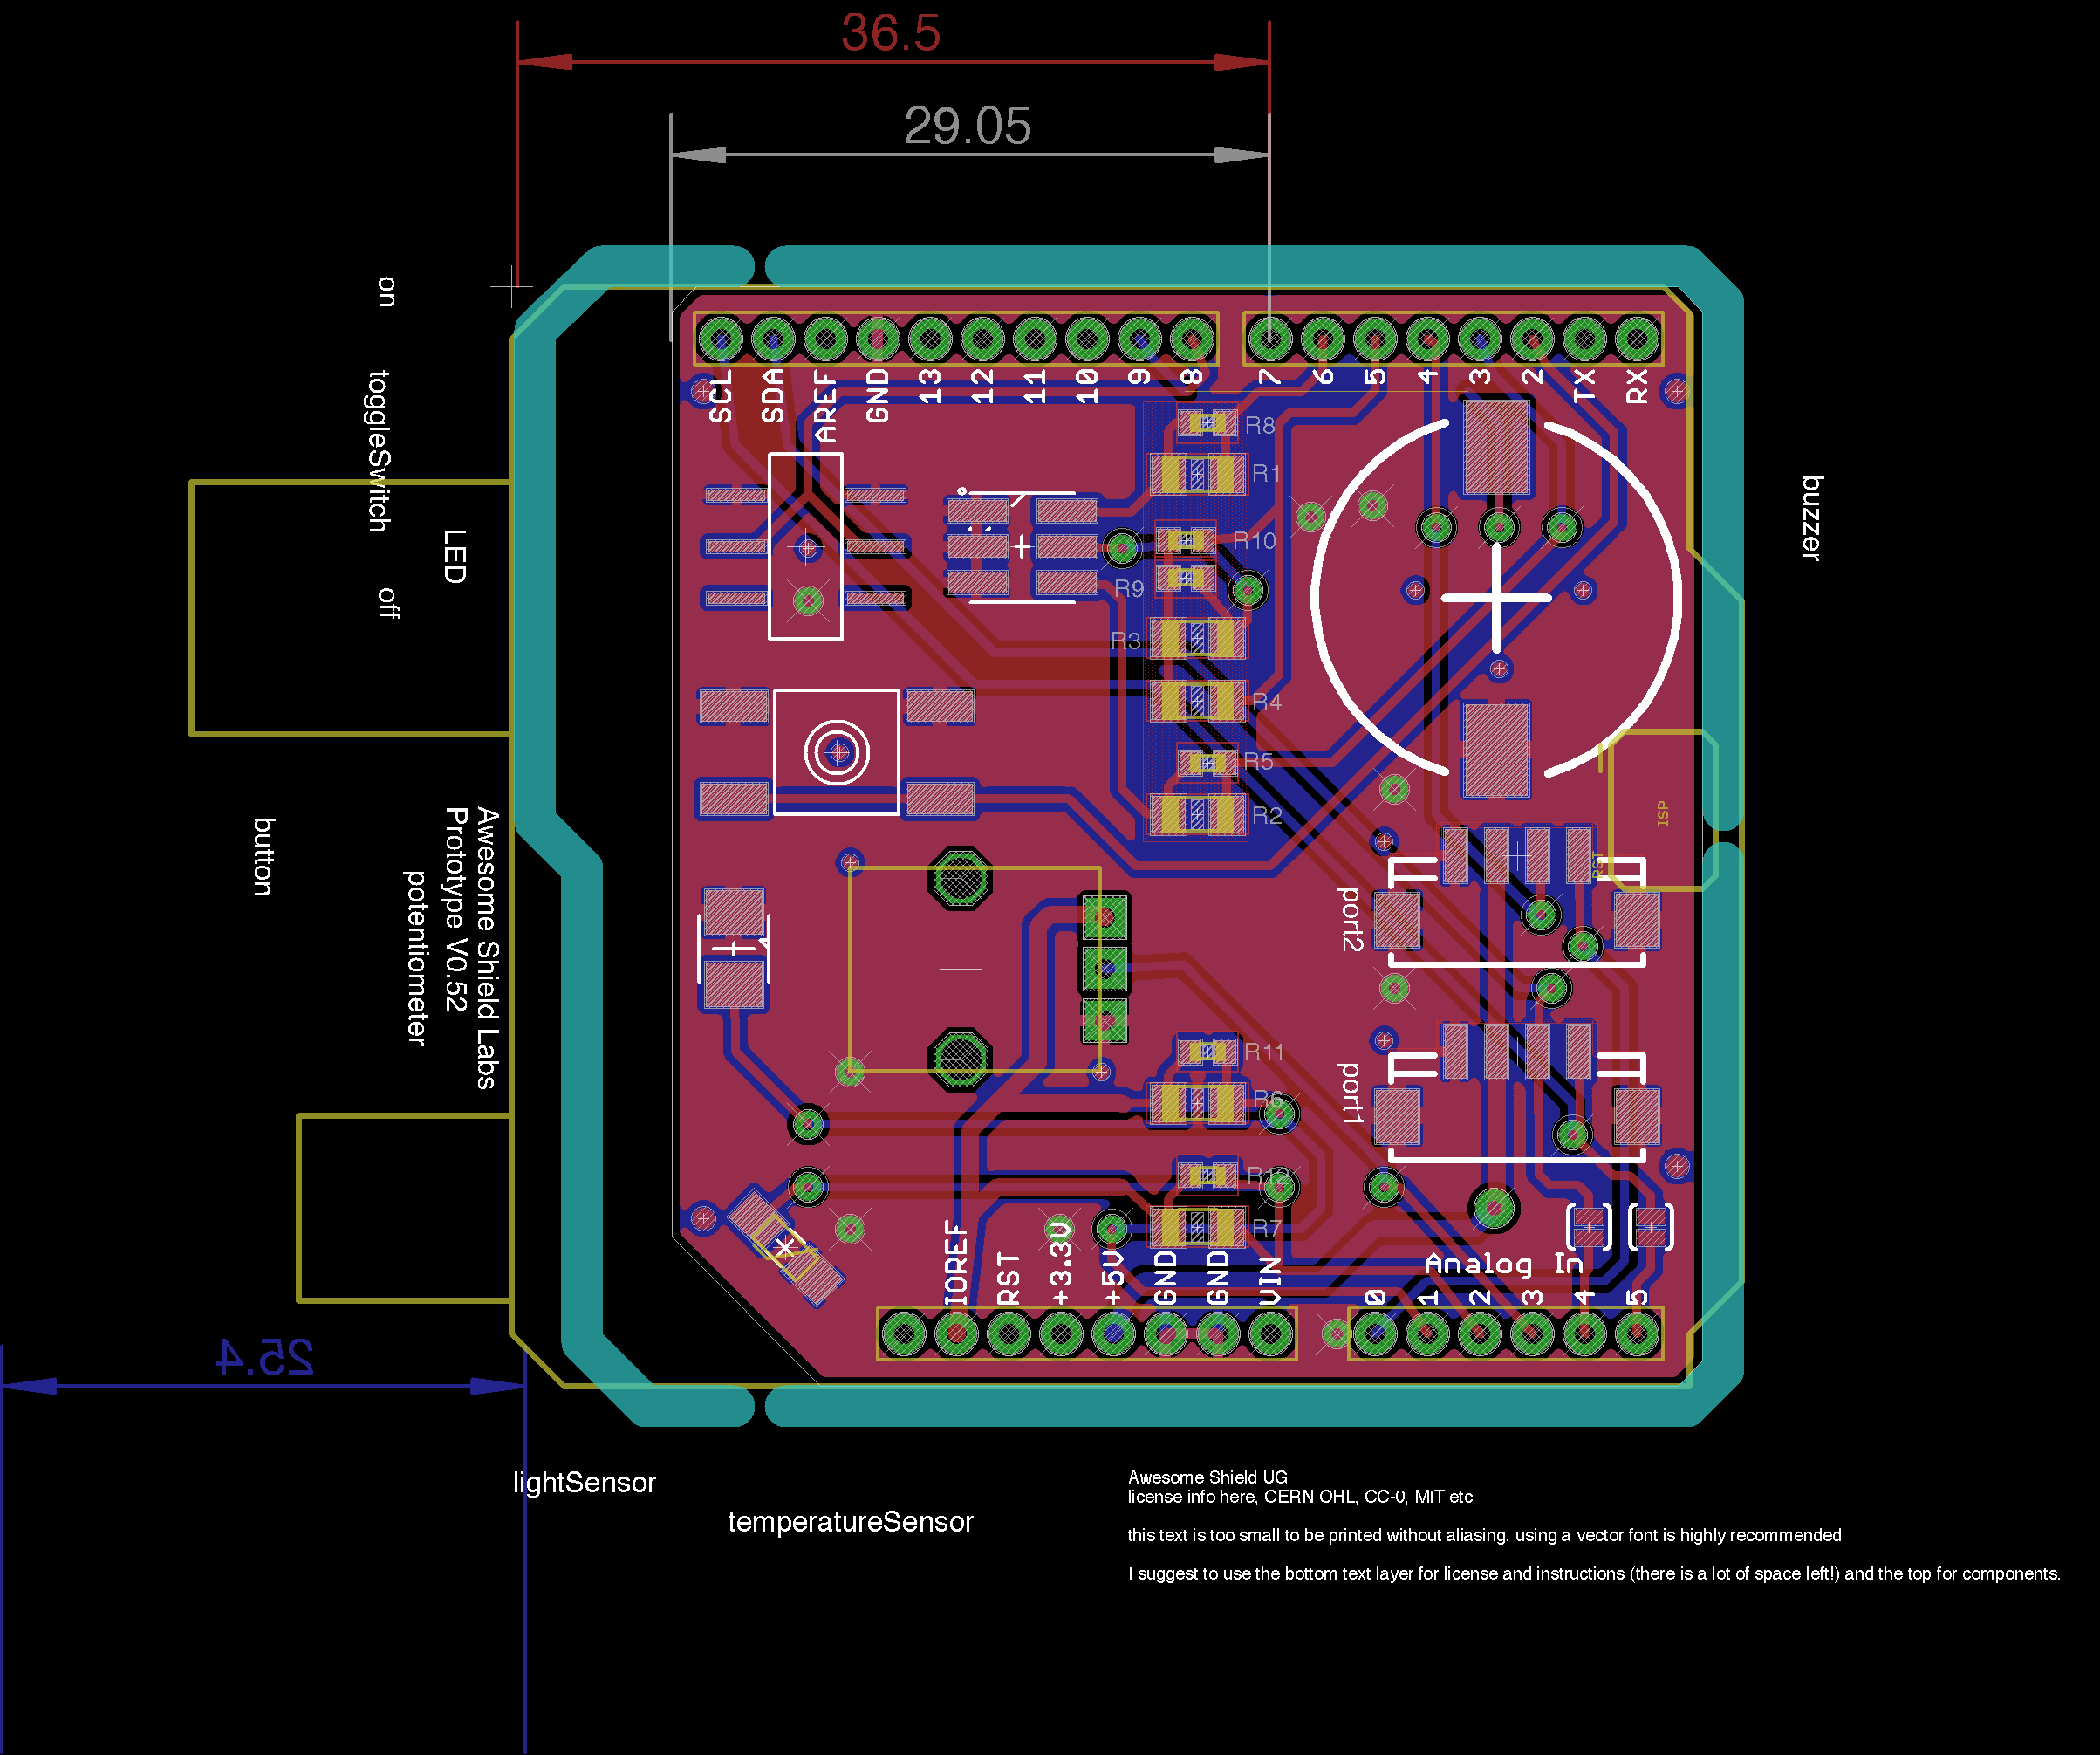 36.5
29.05
on
toggleSwitch
off
LED
buzzer
SCL
SDA
AREF
GND
13
12
11
10
9
8
7
6
5
4
3
2
TX
RX
R8
R1
R10
R9
R3
R4
R5
R2
ISP
RST
button
Awesome Shield Labs
Prototype V0.52
potentiometer
port2
port1
R11
R6
R12
R7
IOREF
RST
+3.3V
+5V
GND
GND
VIN
Analog In
0
1
2
3
4
5
25.4
lightSensor
temperatureSensor
Awesome Shield UG
license info here, CERN OHL, CC-0, MIT etc
this text is too small to be printed without aliasing. using a vector font is highly recommended
I suggest to use the bottom text layer for license and instructions (there is a lot of space left!) and the top for components.